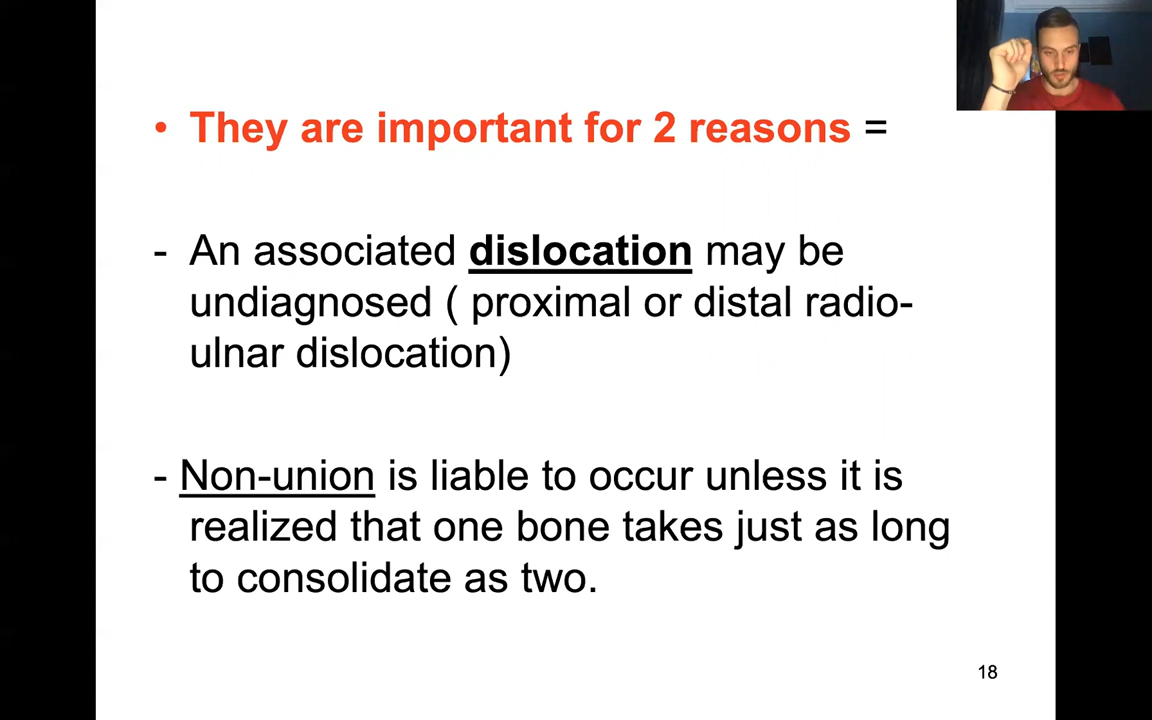 • They are important for 2 reasons =
- An associated dislocation may be
undiagnosed ( proximal or distal radio-
ulnar dislocation)
- Non-union is liable to occur unless it is
realized that one bone takes just as long
to consolidate as two.
18